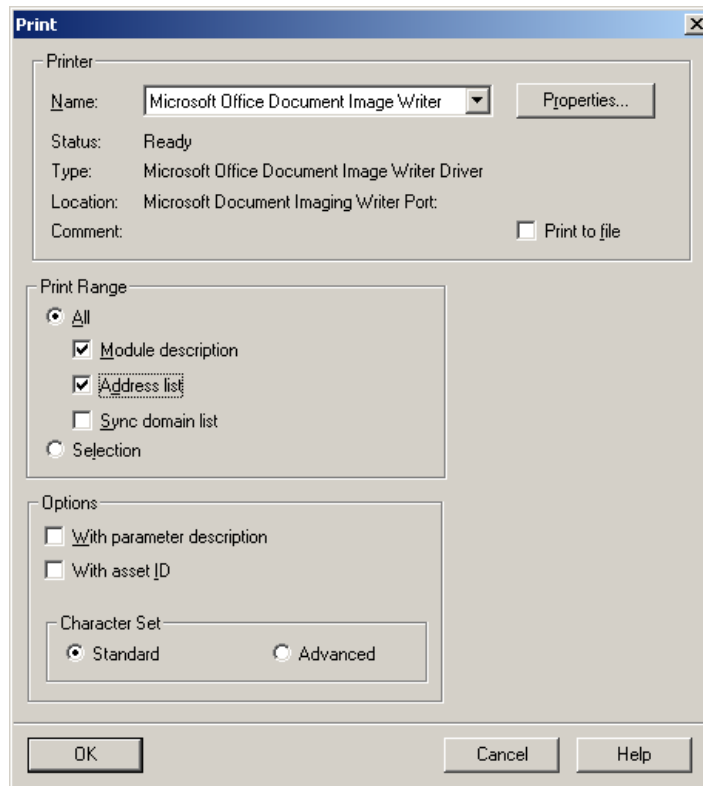 Print
Printer
Name: Microsoft Office Document Image Writer Properties...
Status: Ready
Type: Microsoft Office Document Image Writer Driver
Location: Microsoft Document Imaging Writer Port:
Comment: Print to file
Print Range
All
Module description
Address list
Sync domain list
Selection
Options
With parameter description
With asset ID
Character Set
Standard Advanced
OK Cancel Help